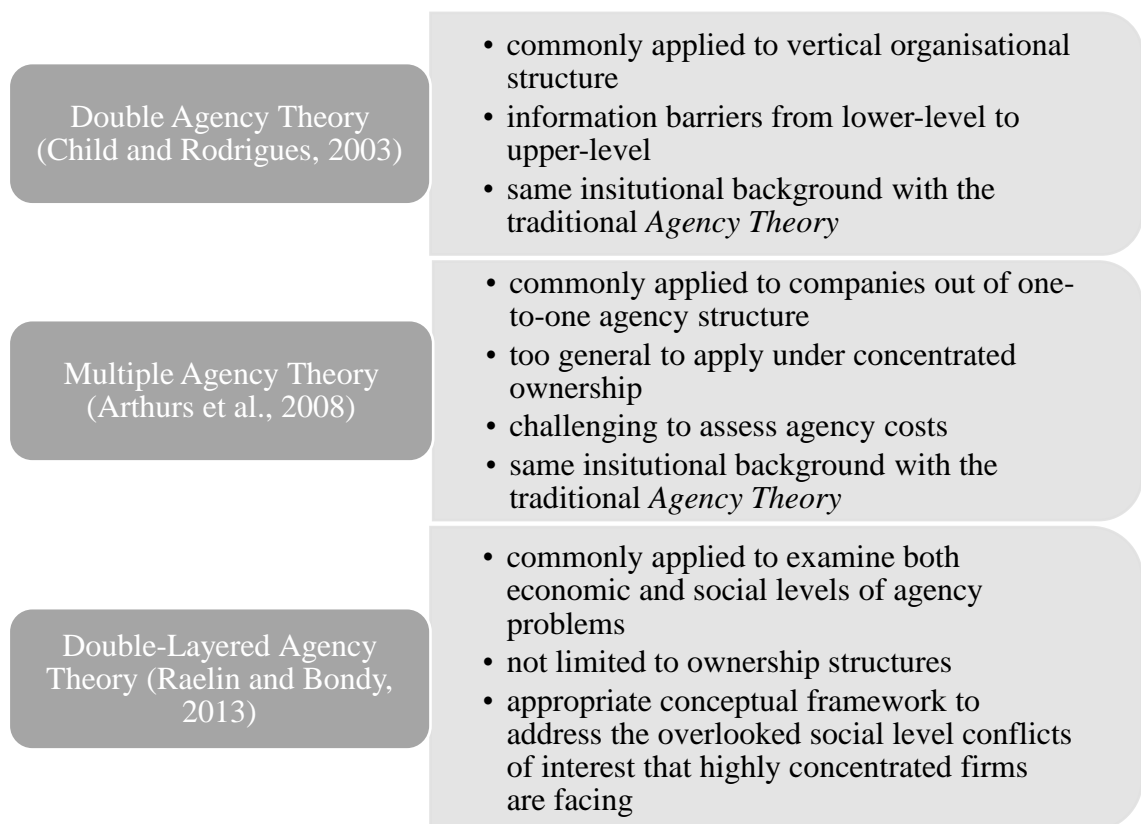 Double Agency Theory
(Child and Rodrigues, 2003)
• commonly applied to vertical organisational
structure
• information barriers from lower-level to
upper-level
• same insitutional background with the
traditional Agency Theory
Multiple Agency Theory
(Arthurs et al., 2008)
• commonly applied to companies out of one-
to-one agency structure
• too general to apply under concentrated
ownership
• challenging to assess agency costs
• same insitutional background with the
traditional Agency Theory
Double-Layered Agency
Theory (Raelin and Bondy,
2013)
• commonly applied to examine both
economic and social levels of agency
problems
• not limited to ownership structures
• appropriate conceptual framework to
address the overlooked social level conflicts
of interest that highly concentrated firms
are facing